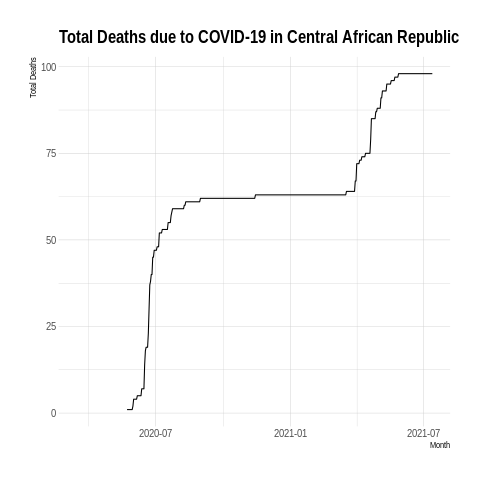 Total Deaths due to COVID-19 in Central African Republic
Total Deaths
100
75
50
25
0
2020-07
2021-01
2021-07
Month